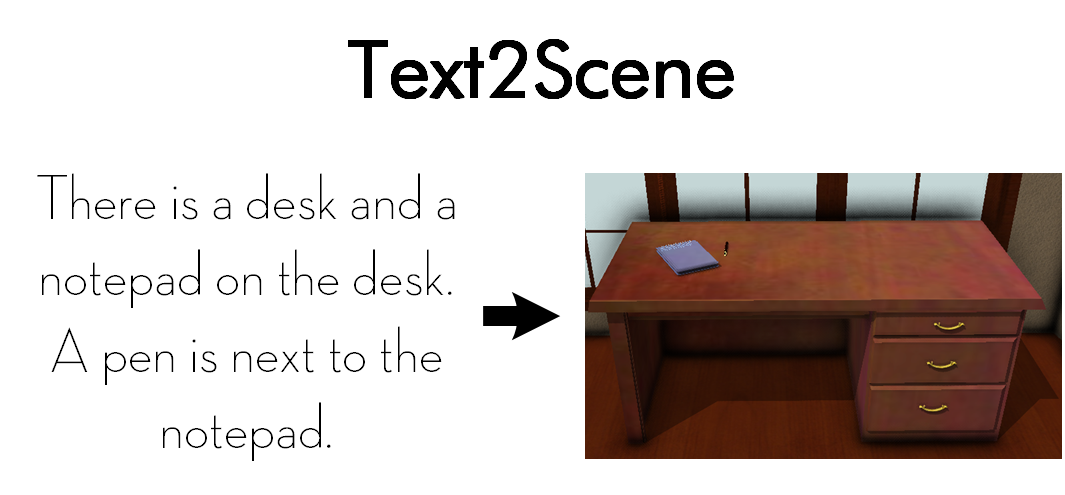 Text2Scene
There is a desk and a
notepad on the desk.
A pen is next to the
notepad.